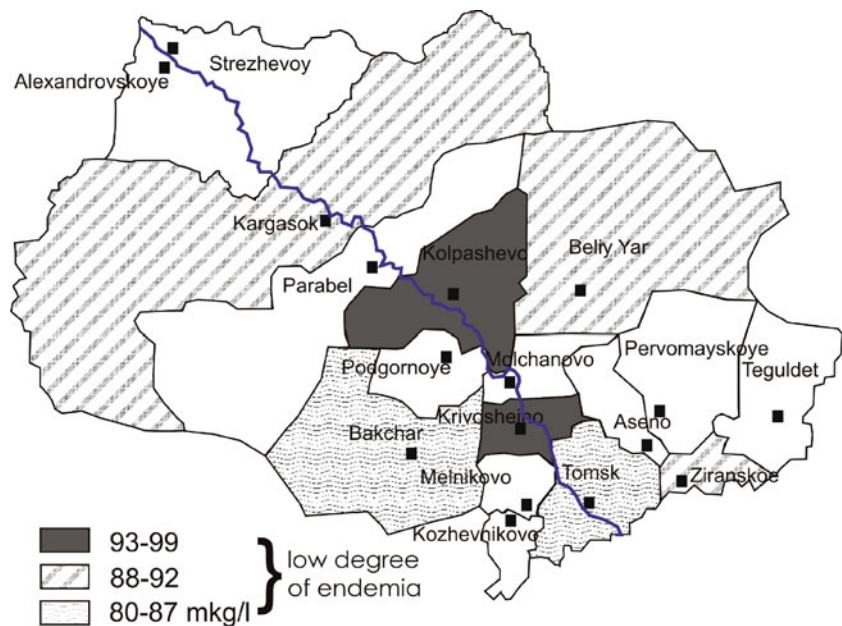 Strezhevoy
Alexandrovskoye
Kargasok
Kolpashevo
Beliy Yar
Parabel
Podgornoye
Molchanovo
Pervomayskoye
Teguldet
Krivosheino
Aseno
Bakchar
Melnikovo
Tomsk
Ziranskoe
Kozhevnikovo
93-99
88-92
80-87 mkg/l
low degree
of endemia